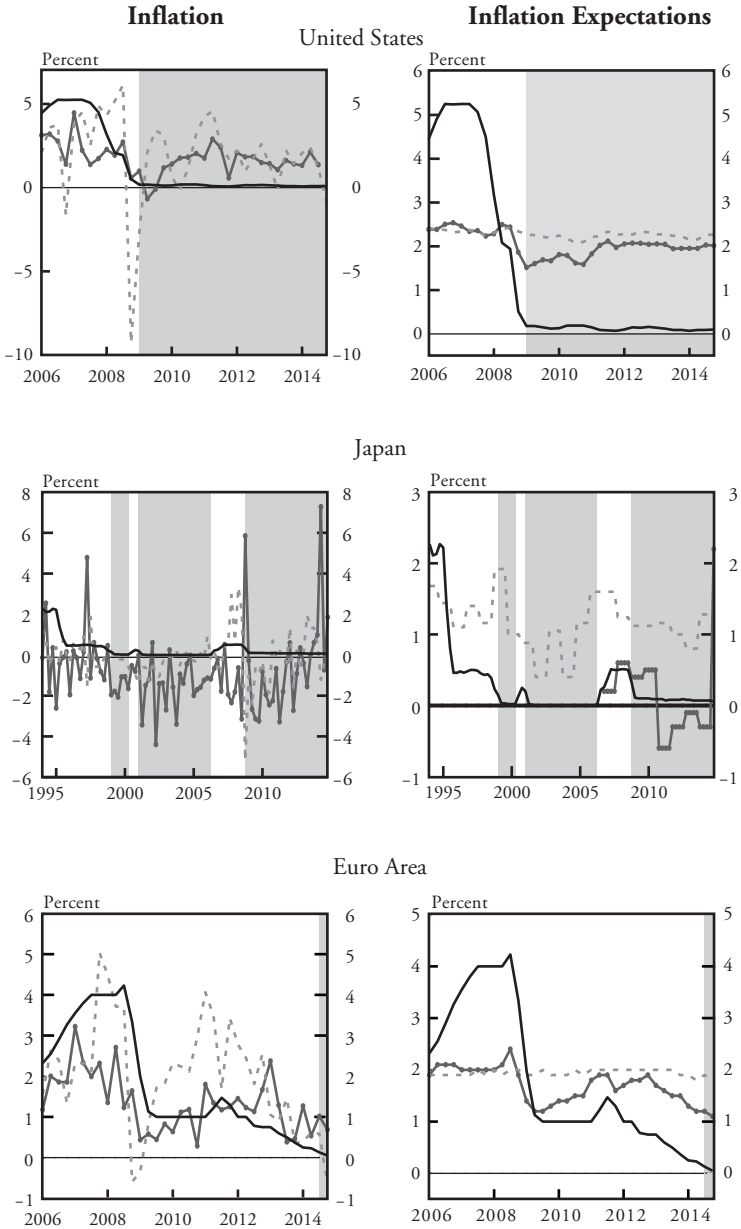 Inflation Inflation Expectations
United States
Percent Percent
5 5 6 6
0 0 5 5
−5 −5 4 4
−10 −10 3 3
2 2
1 1
0 0
2006 2008 2010 2012 2014 2006 2008 2010 2012 2014
Japan
Percent Percent
8 8 3 3
6 6 2 2
4 4 1 1
2 2 0 0
0 0 −1 −1
−2 −2
−4 −4
−6 −6
1995 2000 2005 2010 1995 2000 2005 2010
Euro Area
Percent Percent
6 6 5 5
5 5 4 4
4 4 3 3
3 3 2 2
2 2 1 1
1 1 0 0
0 0
−1 −1
2006 2008 2010 2012 2014 2006 2008 2010 2012 2014